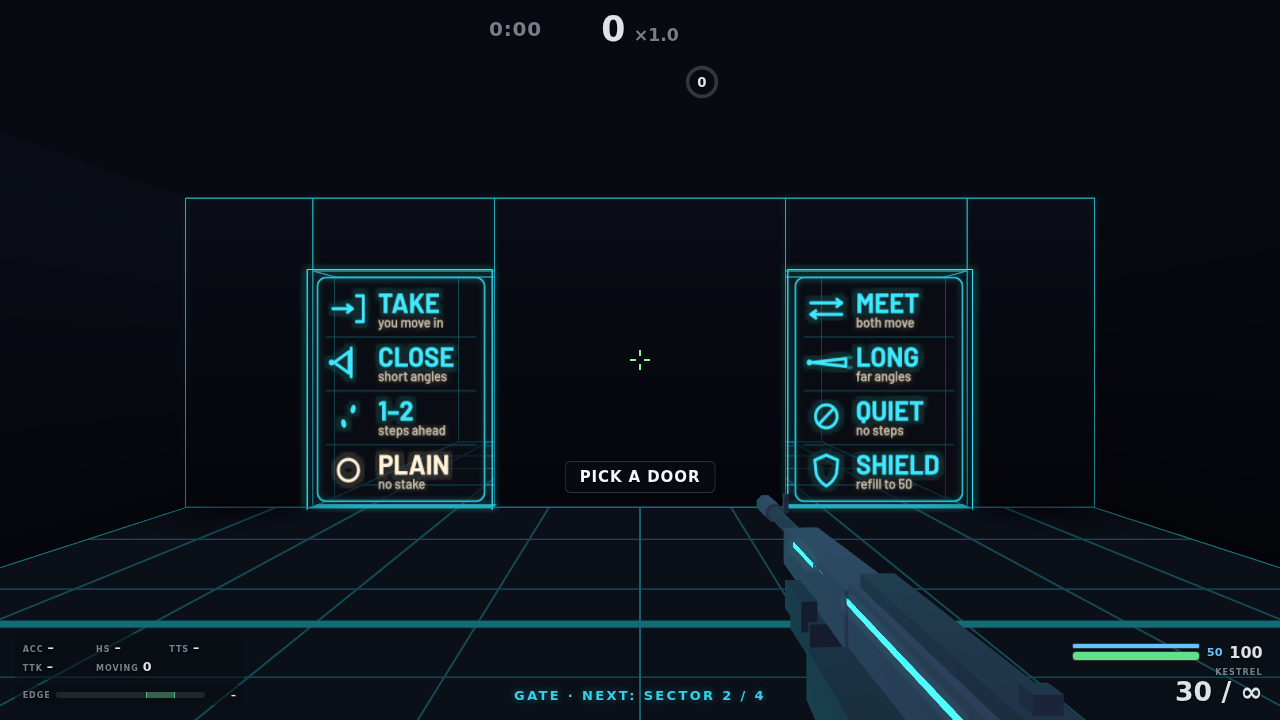 0:00 0 ×1.0
0
TAKE
you move in
CLOSE
short angles
1–2
steps ahead
PLAIN
no stake
MEET
both move
LONG
far angles
QUIET
no steps
SHIELD
refill to 50
PICK A DOOR
ACC – HS – TTS –
TTK – MOVING 0
EDGE –
GATE · NEXT: SECTOR 2 / 4
50 100
KESTREL
30 / ∞